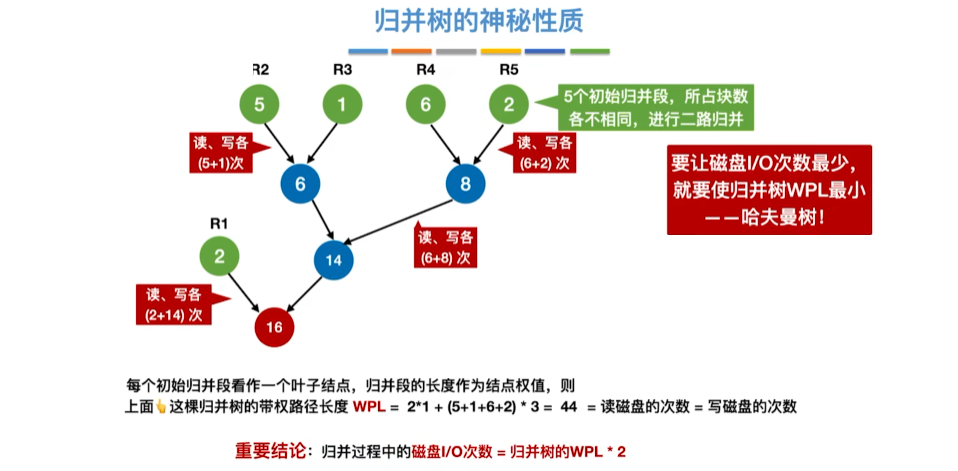 归并树的神秘性质
R2 R3 R4 R5
5 1 6 2
5个初始归并段，所占块数
各不相同，进行二路归并
读、写各
(5+1)次
读、写各
(6+2) 次
6 8
要让磁盘I/O次数最少，
就要使归并树WPL最小
——哈夫曼树！
R1
2
14
读、写各
(6+8) 次
读、写各
(2+14) 次
16
每个初始归并段看作一个叶子结点，归并段的长度作为结点权值，则
上面👆这棵归并树的带权路径长度 WPL = 2*1 + (5+1+6+2) * 3 = 44 = 读磁盘的次数 = 写磁盘的次数
重要结论：归并过程中的磁盘I/O次数 = 归并树的WPL * 2